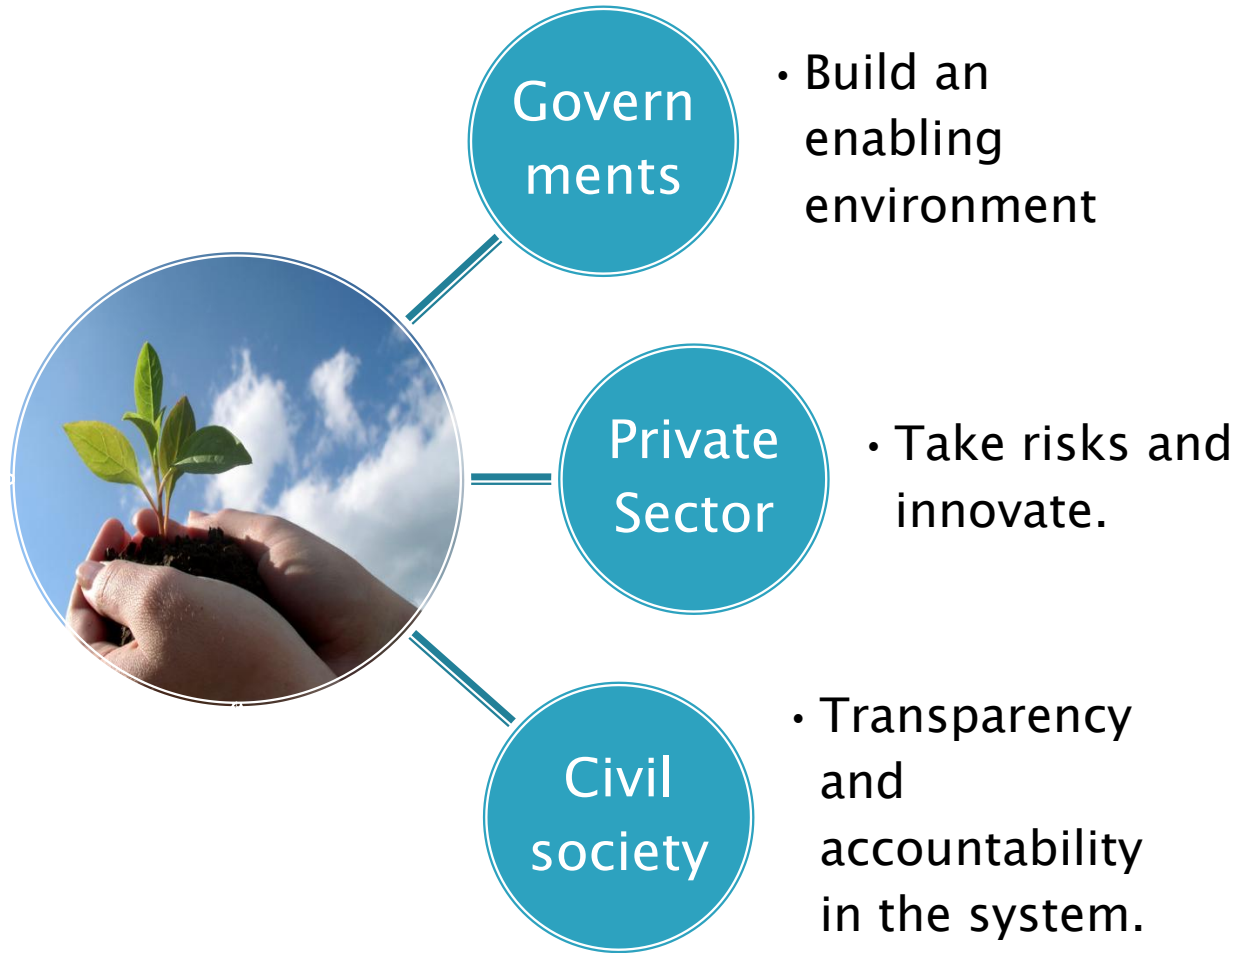 Govern
ments
• Build an
enabling
environment
Private
Sector
• Take risks and
innovate.
Civil
society
• Transparency
and
accountability
in the system.